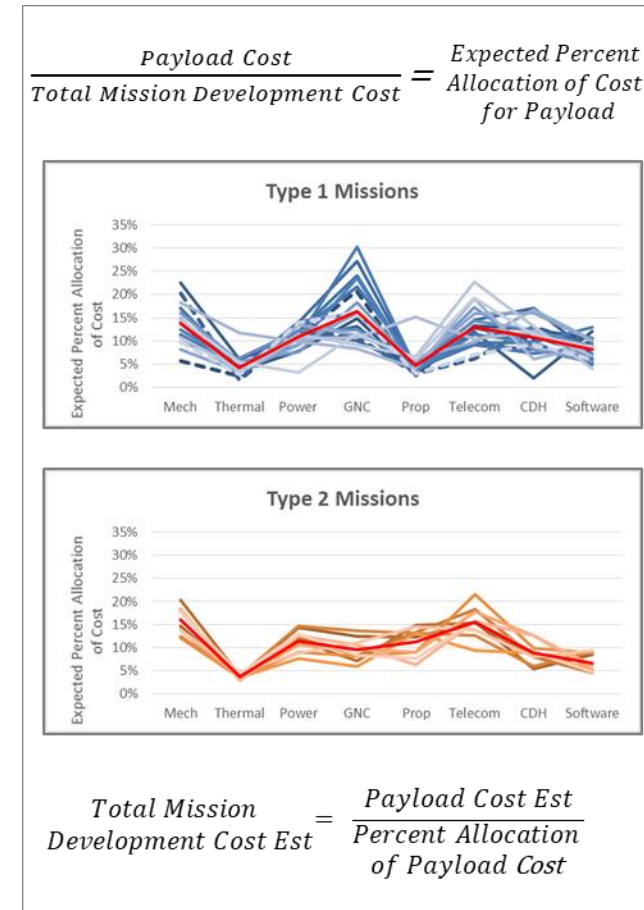 Payload Cost
Total Mission Development Cost
=
Expected Percent
Allocation of Cost
for Payload
Type 1 Missions
Expected Percent Allocation
of Cost
35%
30%
25%
20%
15%
10%
5%
0%
Mech Thermal Power GNC Prop Telecom CDH Software
Type 2 Missions
Expected Percent Allocation
of Cost
35%
30%
25%
20%
15%
10%
5%
0%
Mech Thermal Power GNC Prop Telecom CDH Software
Total Mission
Development Cost Est
=
Payload Cost Est
Percent Allocation
of Payload Cost